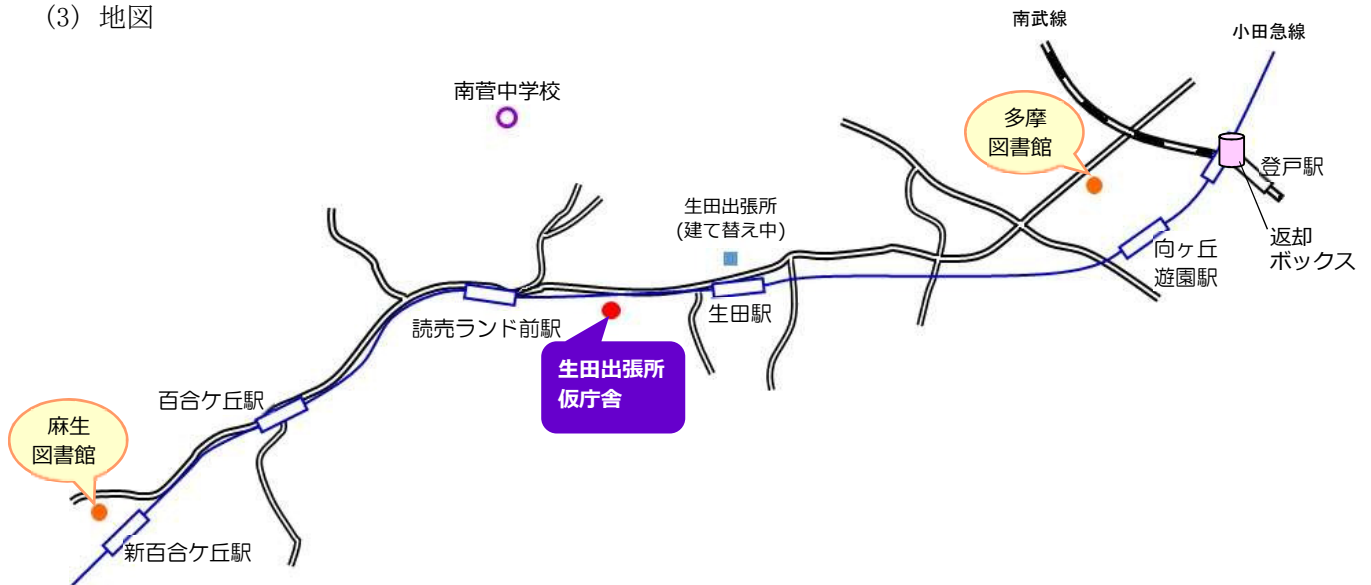 (3) 地図
南武線
小田急線
南菅中学校
多摩
図書館
登戸駅
生田出張所
(建て替え中)
返却
ボックス
向ヶ丘
遊園駅
生田駅
読売ランド前駅
生田出張所
仮庁舎
百合ケ丘駅
麻生
図書館
新百合ケ丘駅